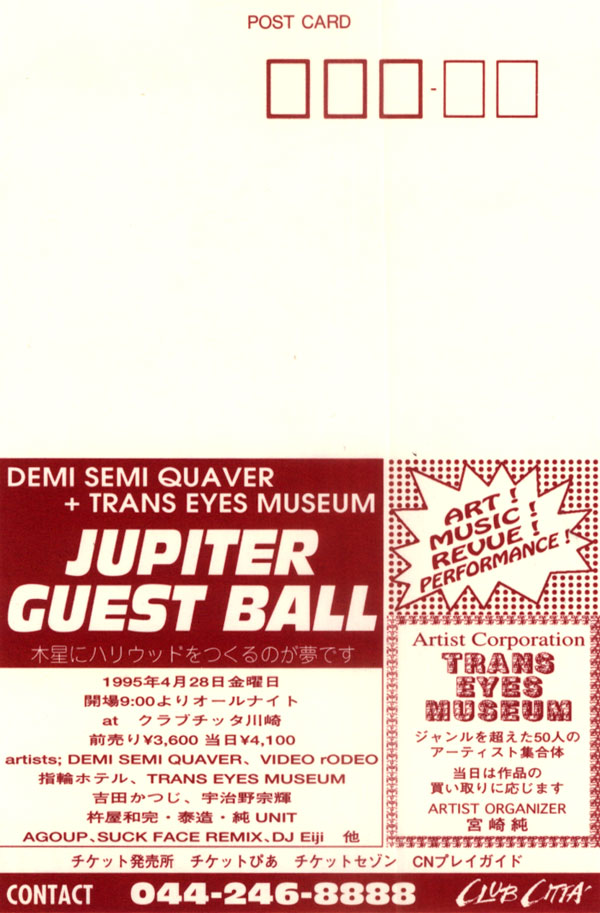 POST CARD
DEMI SEMI QUAVER
+ TRANS EYES MUSEUM
JUPITER
GUEST BALL
木星にハリウッドをつくるのが夢です
1995年4月28日金曜日
開場9:00よりオールナイト
at クラブチッタ川崎
前売り¥3,600 当日¥4,100
artists; DEMI SEMI QUAVER、VIDEO rODEO
指輪ホテル、TRANS EYES MUSEUM
吉田かつじ、宇治野宗輝
杵屋和完・泰造・純 UNIT
AGOUP、SUCK FACE REMIX、DJ Eiji 他
ART!
MUSIC!
REVUE!
PERFORMANCE!
Artist Corporation
TRANS
EYES
MUSEUM
ジャンルを超えた50人の
アーティスト集合体
当日は作品の
買い取りに応じます
ARTIST ORGANIZER
宮崎純
チケット発売所 チケットぴあ チケットセゾン CNプレイガイド
CONTACT 044-246-8888 CLUB CITTA'